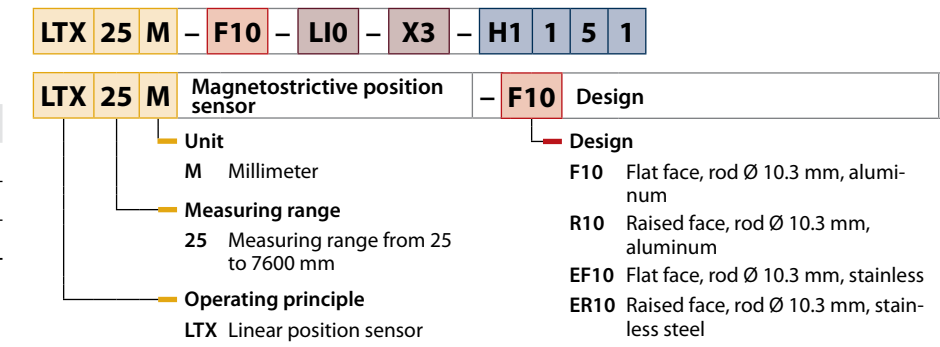 LTX 25 M – F10 – LI0 – X3 – H1 1 5 1
LTX 25 M Magnetostrictive position
sensor
– F10 Design
Unit
M Millimeter
Measuring range
25 Measuring range from 25
to 7600 mm
Operating principle
LTX Linear position sensor
Design
F10 Flat face, rod Ø 10.3 mm, alumi-
num
R10 Raised face, rod Ø 10.3 mm,
aluminum
EF10 Flat face, rod Ø 10.3 mm, stainless
ER10 Raised face, rod Ø 10.3 mm, stain-
less steel